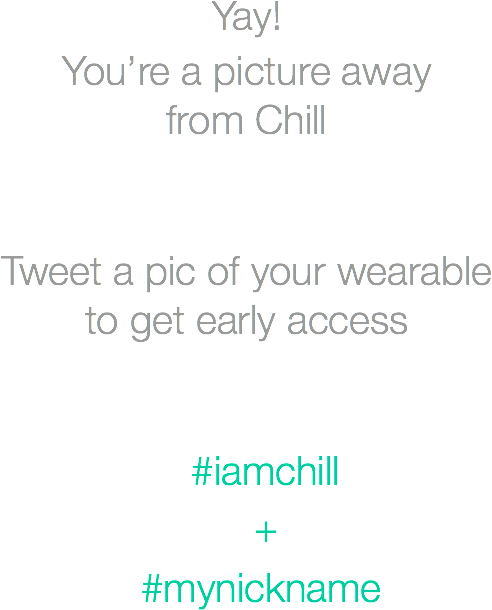 Yay!
You’re a picture away
from Chill
Tweet a pic of your wearable
to get early access
#iamchill
+
#mynickname